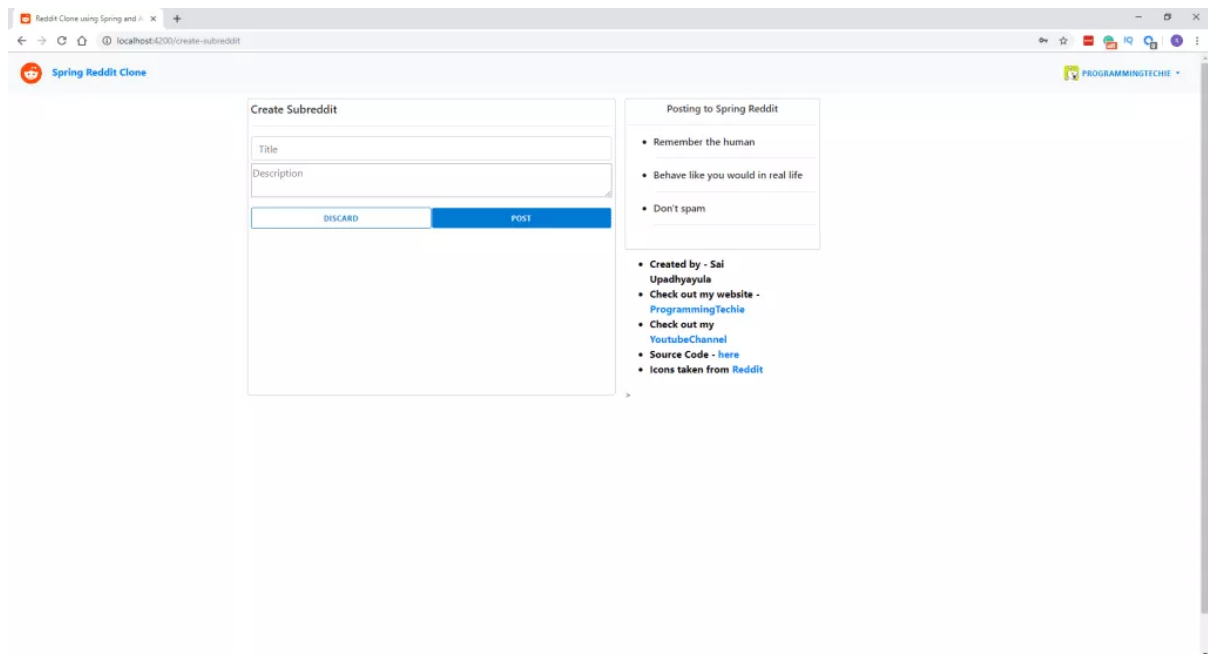 Reddit Clone using Spring and A
localhost:4200/create-subreddit
Spring Reddit Clone
PROGRAMMINGTECHIE
Create Subreddit
Title
Description
DISCARD
POST
Posting to Spring Reddit
Remember the human
Behave like you would in real life
Don't spam
Created by - Sai
Upadhyayula
Check out my website -
ProgrammingTechie
Check out my
YoutubeChannel
Source Code - here
Icons taken from Reddit
>